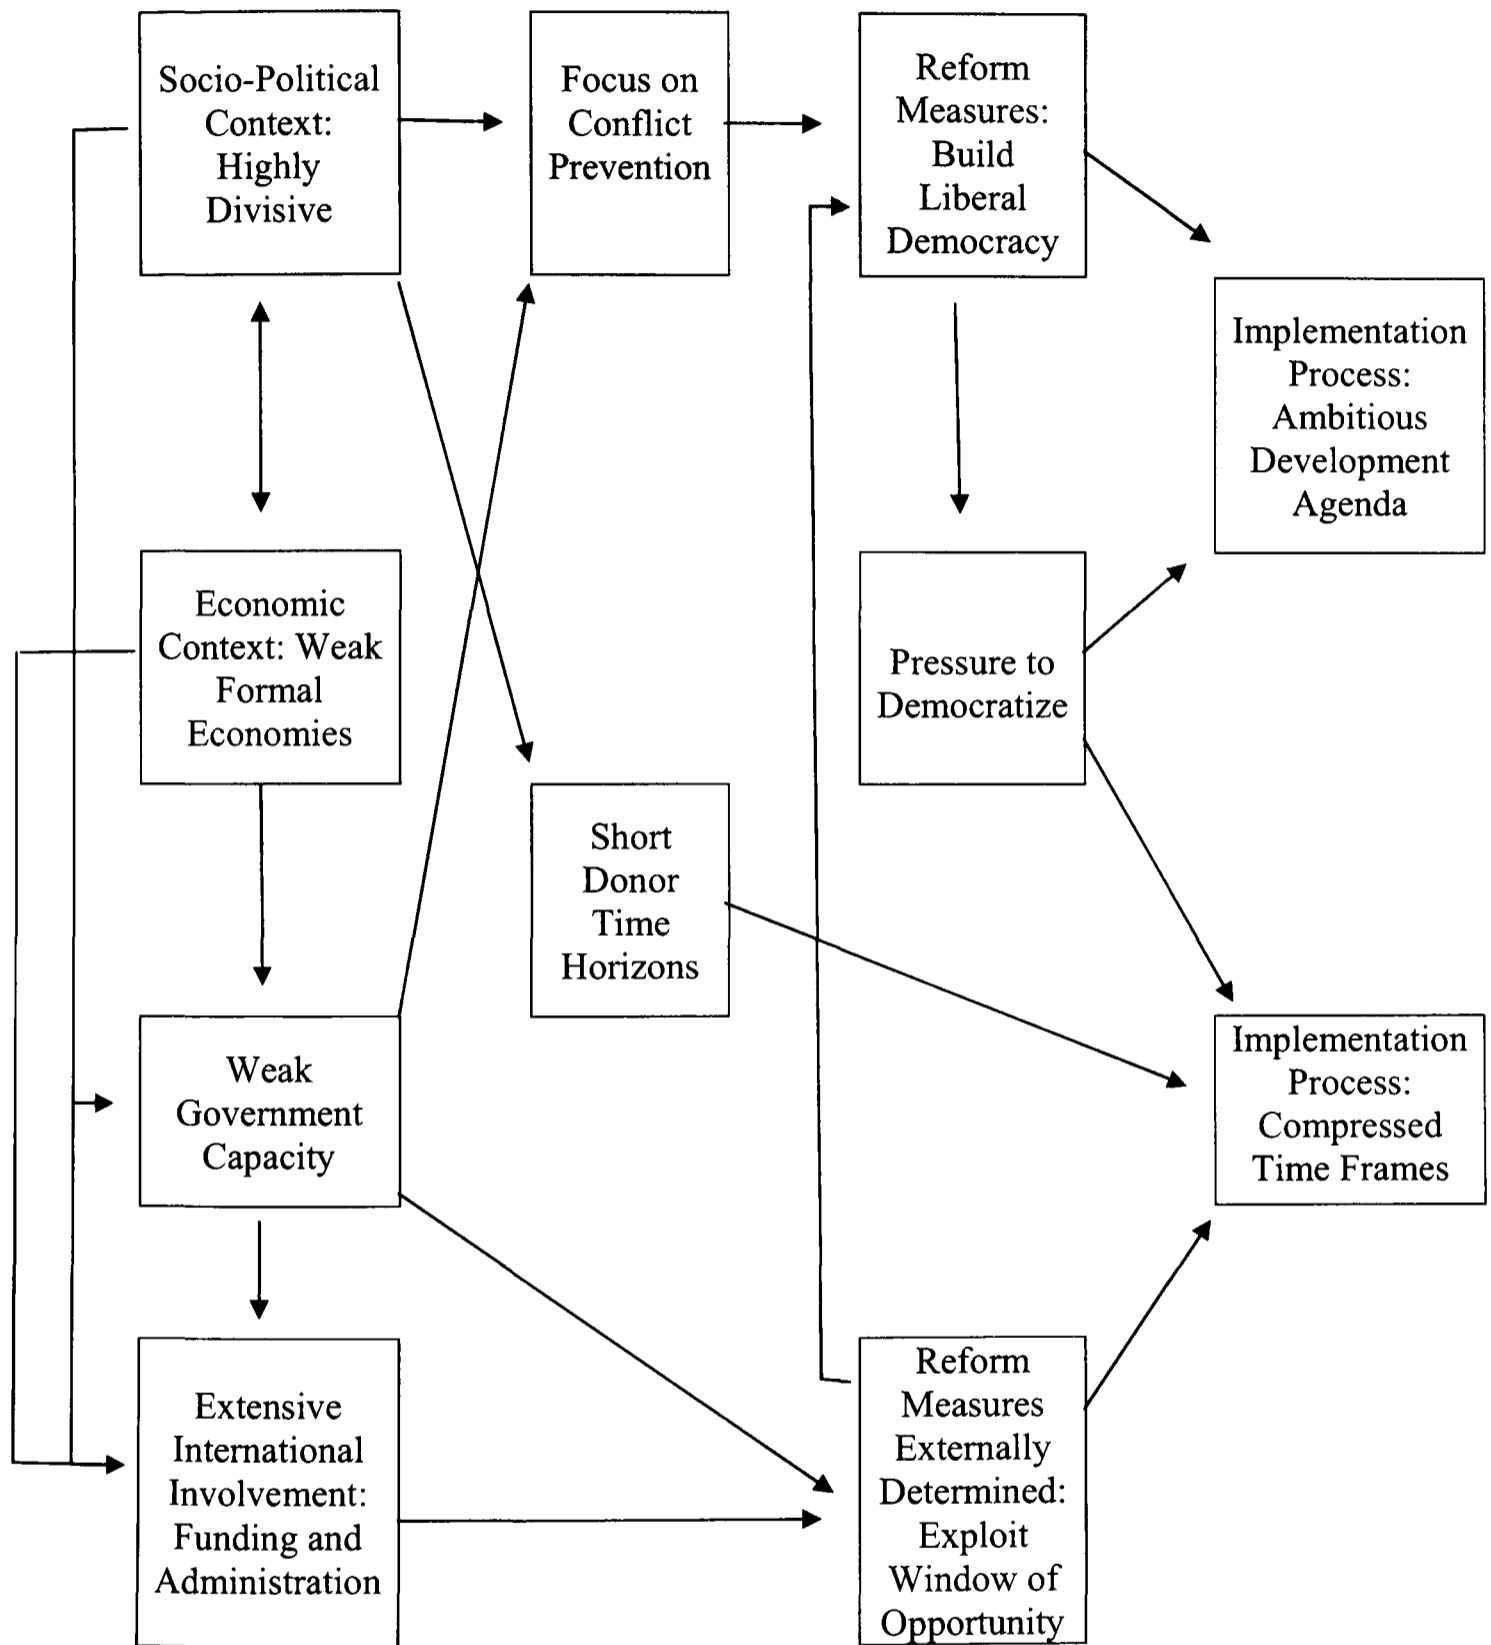 Socio-Political
Context:
Highly
Divisive
Focus on
Conflict
Prevention
Reform
Measures:
Build
Liberal
Democracy
Implementation
Process:
Ambitious
Development
Agenda
Economic
Context: Weak
Formal
Economies
Pressure to
Democratize
Short
Donor
Time
Horizons
Weak
Government
Capacity
Implementation
Process:
Compressed
Time Frames
Extensive
International
Involvement:
Funding and
Administration
Reform
Measures
Externally
Determined:
Exploit
Window of
Opportunity